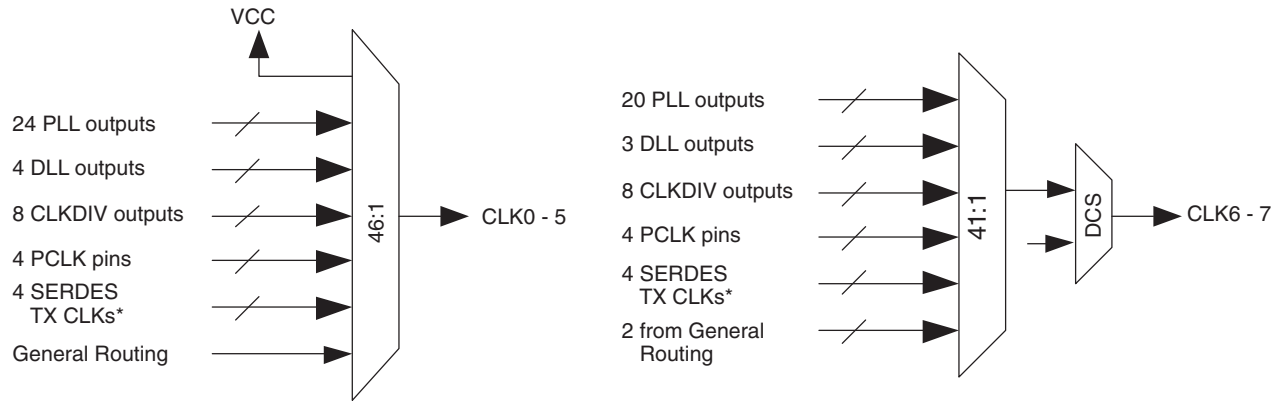 VCC
24 PLL outputs
4 DLL outputs
8 CLKDIV outputs
4 PCLK pins
4 SERDES
TX CLKs*
General Routing
46:1
CLK0 - 5
20 PLL outputs
3 DLL outputs
8 CLKDIV outputs
4 PCLK pins
4 SERDES
TX CLKs*
2 from General
Routing
41:1
DCS
CLK6 - 7